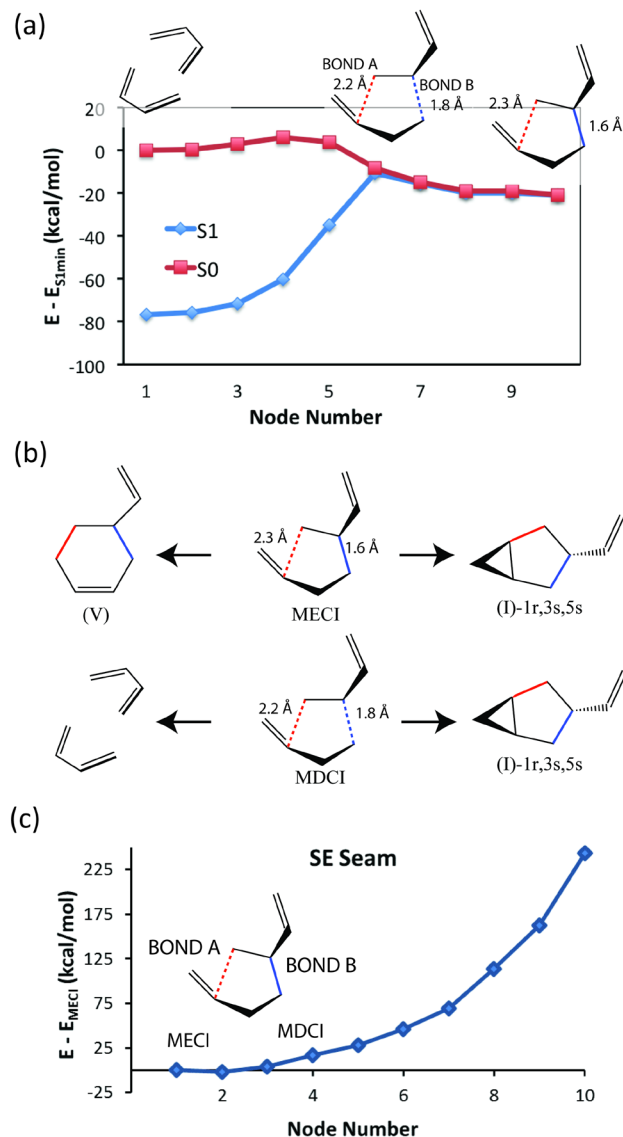 (a)
BOND A
2.2 Å
BOND B
1.8 Å
2.3 Å
1.6 Å
20
0
-20
-40
-60
-80
-100
E - E_S1min (kcal/mol)
S1
S0
1 3 5 7 9
Node Number
(b)
2.3 Å
1.6 Å
(V)
MECI
(I)-1r,3s,5s
2.2 Å
1.8 Å
MDCI
(I)-1r,3s,5s
(c)
SE Seam
225
175
125
75
25
-25
E - E_MECI (kcal/mol)
BOND A
BOND B
MECI
MDCI
2 4 6 8 10
Node Number